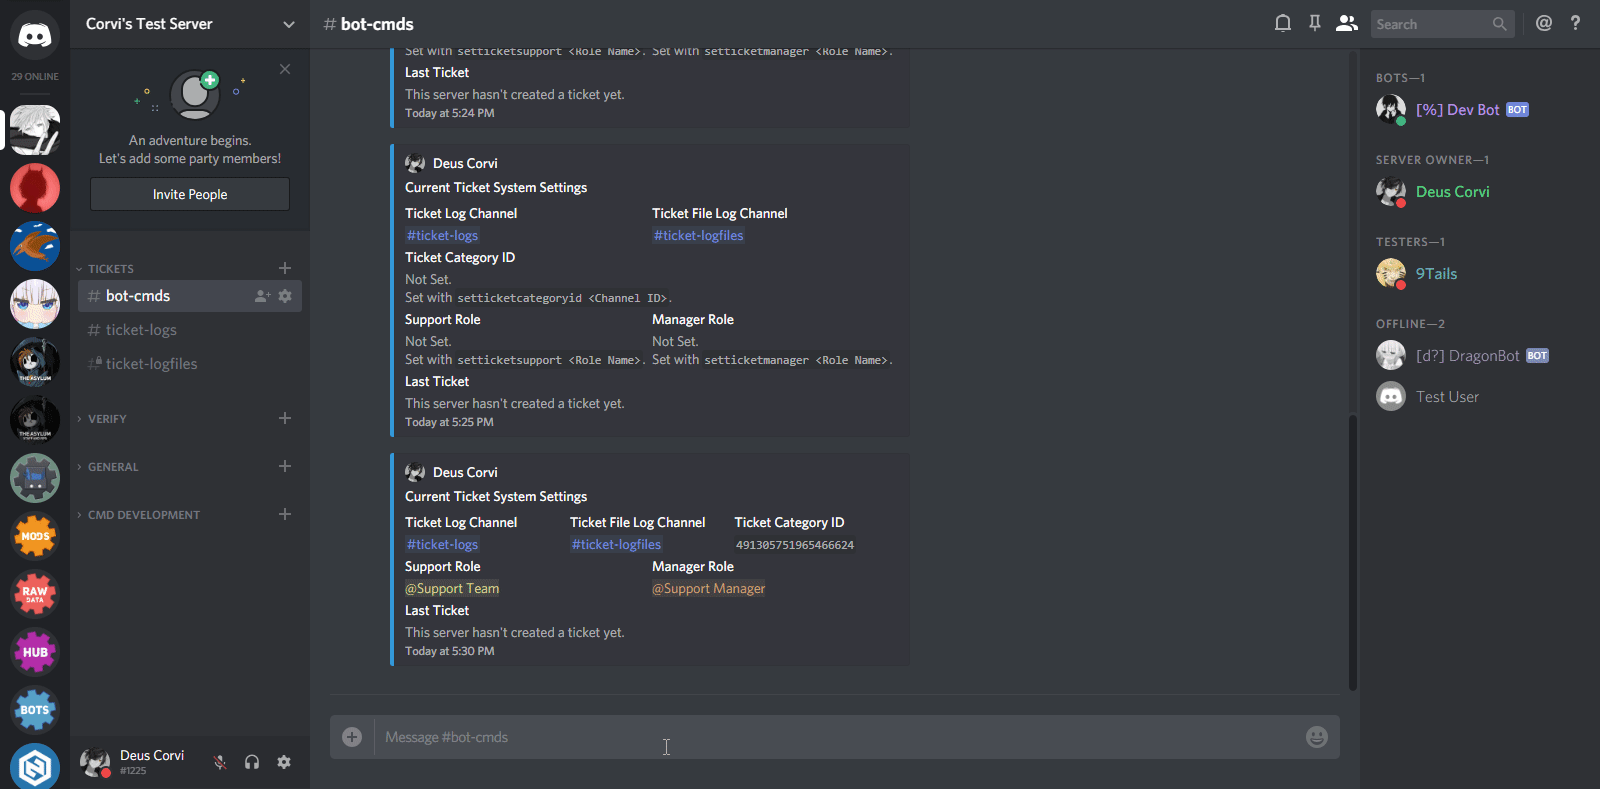 29 ONLINE
THE ASYLUM
THE ASYLUM
MODS
RAW
DATA
HUB
BOTS
Corvi's Test Server
An adventure begins.
Let's add some party members!
Invite People
TICKETS
# bot-cmds
# ticket-logs
# ticket-logfiles
VERIFY
GENERAL
CMD DEVELOPMENT
Deus Corvi
#1225
# bot-cmds
Search
@ ?
Set with setticketsupport <Role Name>. Set with setticketmanager <Role Name>.
Last Ticket
This server hasn't created a ticket yet.
Today at 5:24 PM
Deus Corvi
Current Ticket System Settings
Ticket Log Channel Ticket File Log Channel
#ticket-logs #ticket-logfiles
Ticket Category ID
Not Set.
Set with setticketcategoryid <Channel ID>.
Support Role Manager Role
Not Set. Not Set.
Set with setticketsupport <Role Name>. Set with setticketmanager <Role Name>.
Last Ticket
This server hasn't created a ticket yet.
Today at 5:25 PM
Deus Corvi
Current Ticket System Settings
Ticket Log Channel Ticket File Log Channel Ticket Category ID
#ticket-logs #ticket-logfiles 491305751965466624
Support Role Manager Role
@Support Team @Support Manager
Last Ticket
This server hasn't created a ticket yet.
Today at 5:30 PM
Message #bot-cmds
BOTS—1
[%] Dev Bot BOT
SERVER OWNER—1
Deus Corvi
TESTERS—1
9Tails
OFFLINE—2
[d?] DragonBot BOT
Test User